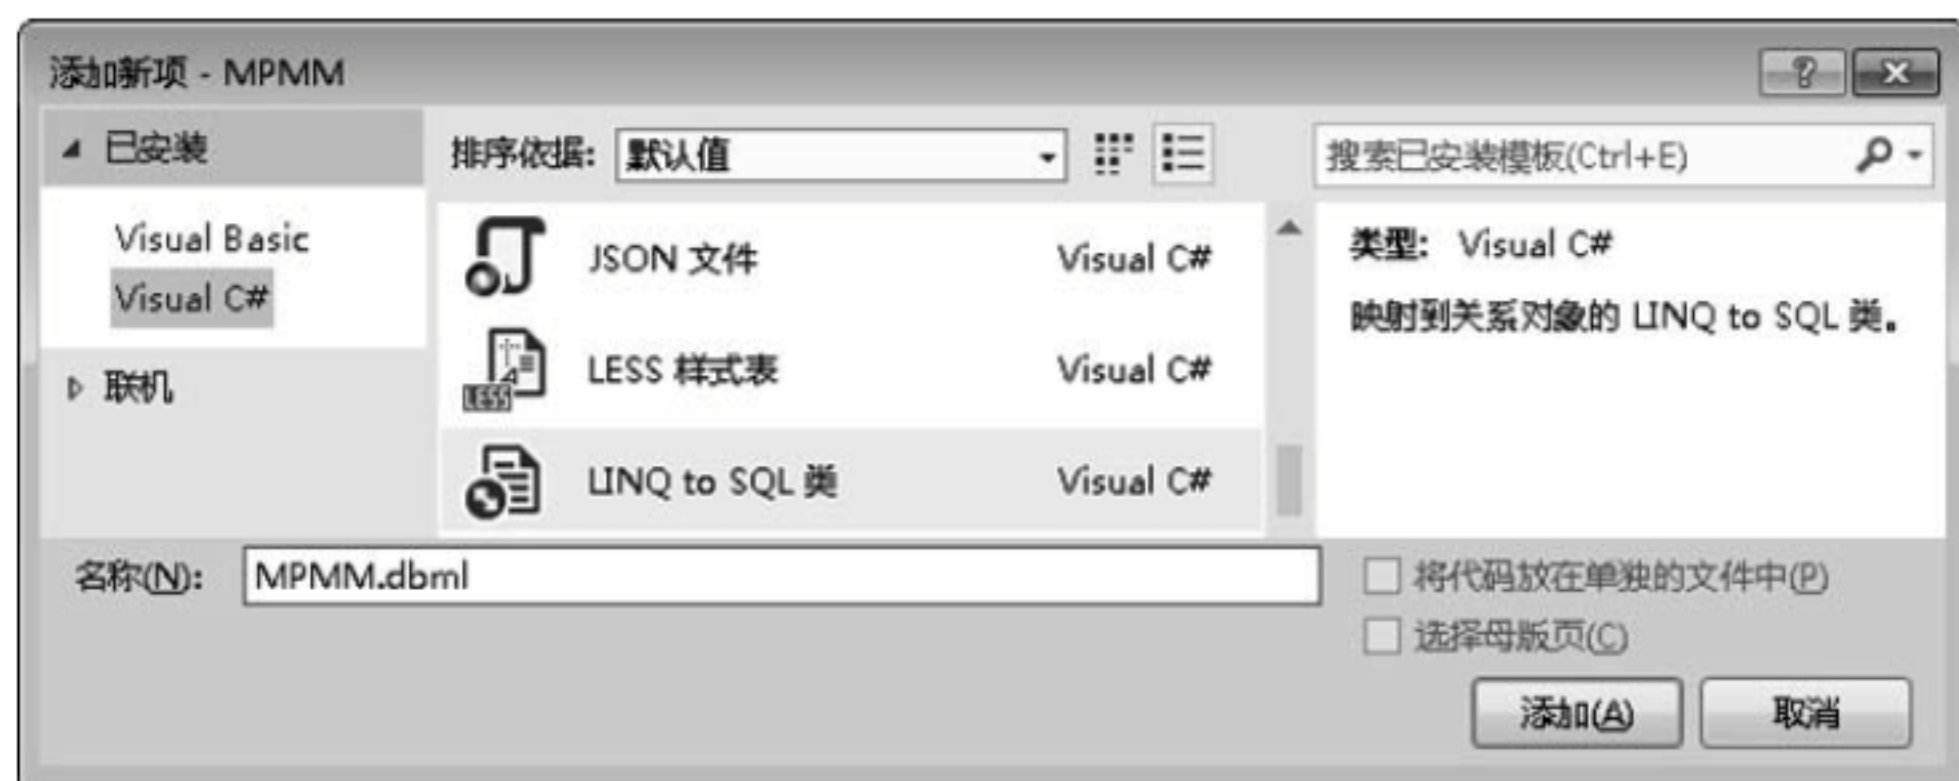 添加新项 - MPMM
已安装
排序依据: 默认值
搜索已安装模板(Ctrl+E)
Visual Basic
Visual C#
联机
JSON 文件 Visual C#
LESS 样式表 Visual C#
LESS
LINQ to SQL 类 Visual C#
类型: Visual C#
映射到关系对象的 LINQ to SQL 类。
名称(N): MPMM.dbml
将代码放在单独的文件中(P)
选择母版页(C)
添加(A) 取消